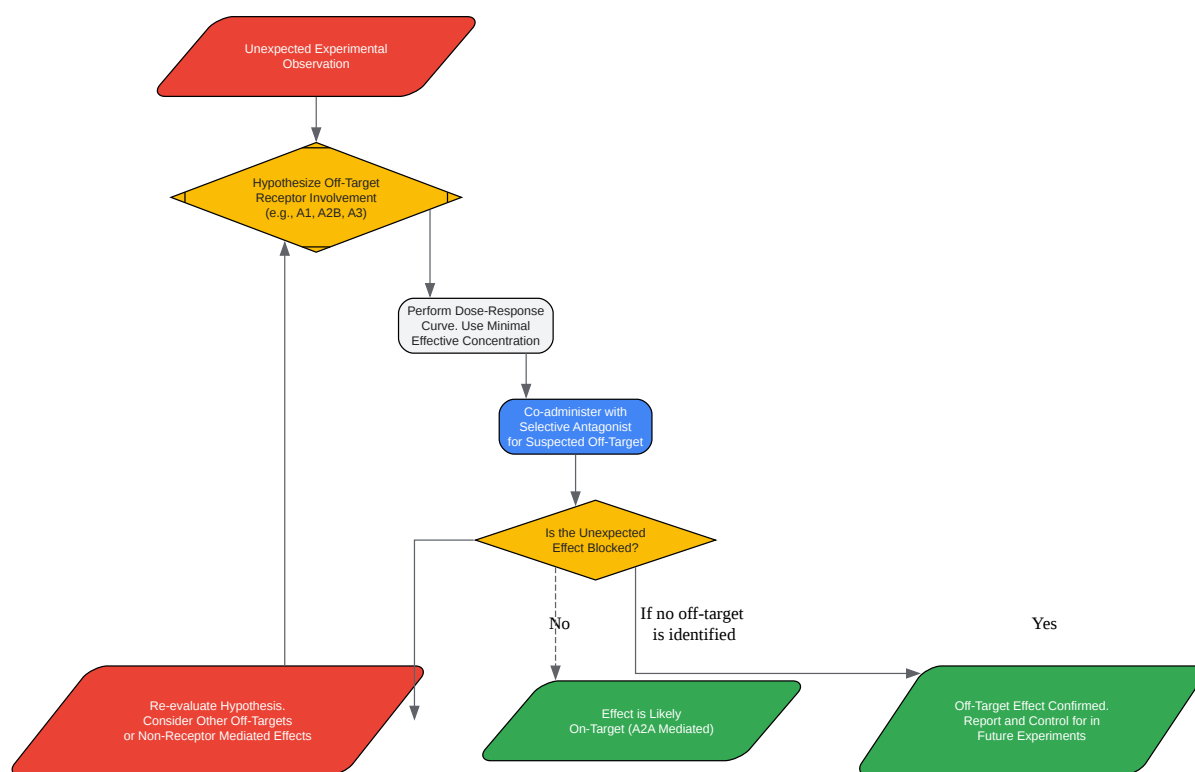 Unexpected Experimental
Observation
Hypothesize Off-Target
Receptor Involvement
(e.g., A1, A2B, A3)
Perform Dose-Response
Curve. Use Minimal
Effective Concentration
Co-administer with
Selective Antagonist
for Suspected Off-Target
Is the Unexpected
Effect Blocked?
No
If no off-target
is identified
Yes
Re-evaluate Hypothesis.
Consider Other Off-Targets
or Non-Receptor Mediated Effects
Effect is Likely
On-Target (A2A Mediated)
Off-Target Effect Confirmed.
Report and Control for in
Future Experiments